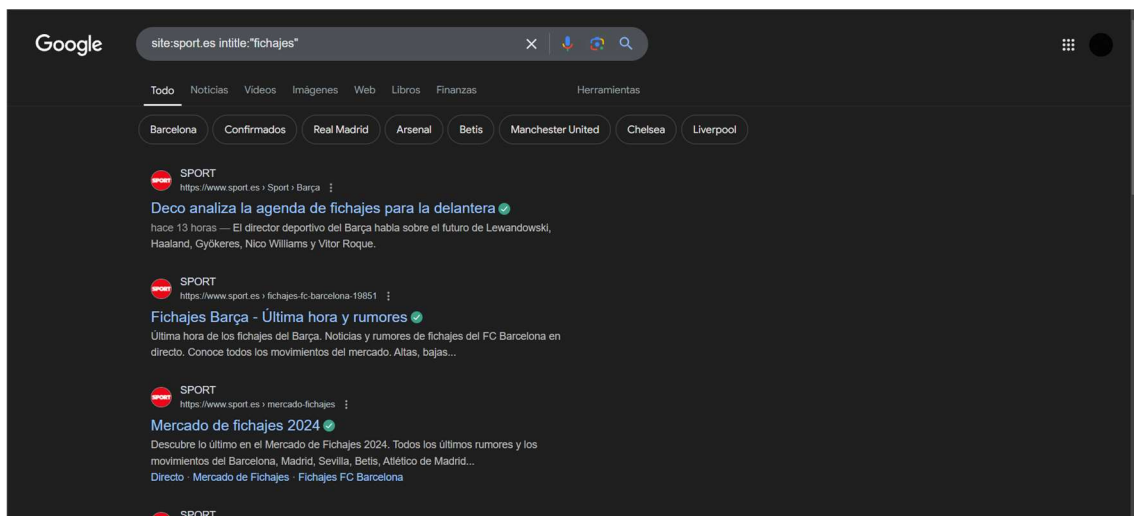 Google
site:sport.es intitle:"fichajes"
Todo Noticias Vídeos Imágenes Web Libros Finanzas Herramientas
Barcelona Confirmados Real Madrid Arsenal Betis Manchester United Chelsea Liverpool
SPORT
SPORT
https://www.sport.es › Sport › Barça
Deco analiza la agenda de fichajes para la delantera
hace 13 horas — El director deportivo del Barça habla sobre el futuro de Lewandowski,
Haaland, Gyökeres, Nico Williams y Vitor Roque.
SPORT
SPORT
https://www.sport.es › fichajes-fc-barcelona-19851
Fichajes Barça - Última hora y rumores
Última hora de los fichajes del Barça. Noticias y rumores de fichajes del FC Barcelona en
directo. Conoce todos los movimientos del mercado. Altas, bajas...
SPORT
SPORT
https://www.sport.es › mercado-fichajes
Mercado de fichajes 2024
Descubre lo último en el Mercado de Fichajes 2024. Todos los últimos rumores y los
movimientos del Barcelona, Madrid, Sevilla, Betis, Atlético de Madrid...
Directo · Mercado de Fichajes · Fichajes FC Barcelona
SPORT